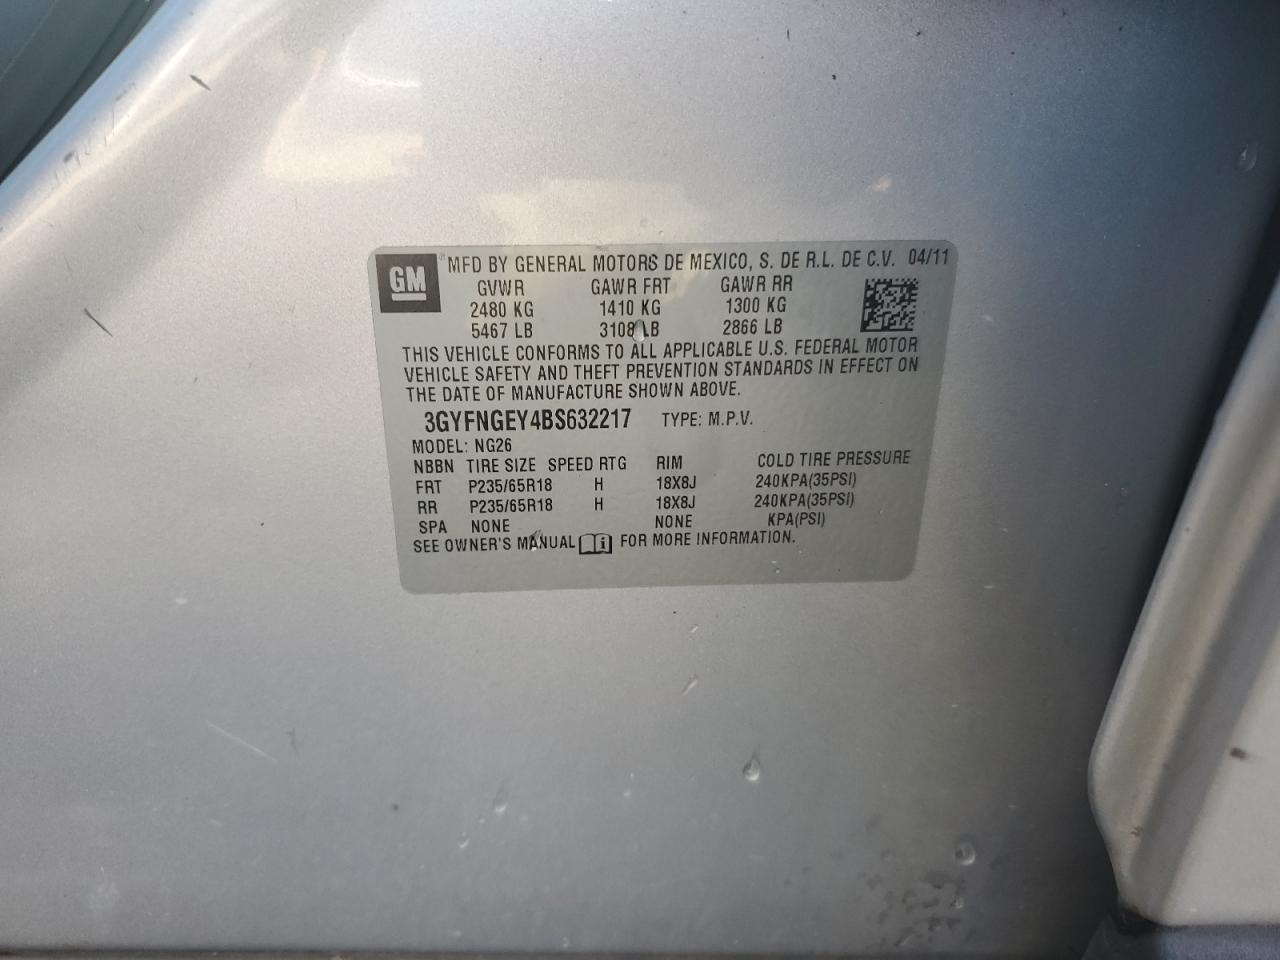 GM MFD BY GENERAL MOTORS DE MEXICO, S. DE R.L. DE C.V. 04/11
GVWR GAWR FRT GAWR RR
2480 KG 1410 KG 1300 KG
5467 LB 3108 LB 2866 LB
THIS VEHICLE CONFORMS TO ALL APPLICABLE U.S. FEDERAL MOTOR
VEHICLE SAFETY AND THEFT PREVENTION STANDARDS IN EFFECT ON
THE DATE OF MANUFACTURE SHOWN ABOVE.
3GYFNGEY4BS632217 TYPE: M.P.V.
MODEL: NG26
NBBN TIRE SIZE SPEED RTG RIM COLD TIRE PRESSURE
FRT P235/65R18 H 18X8J 240KPA(35PSI)
RR P235/65R18 H 18X8J 240KPA(35PSI)
SPA NONE NONE KPA(PSI)
SEE OWNER'S MANUAL FOR MORE INFORMATION.